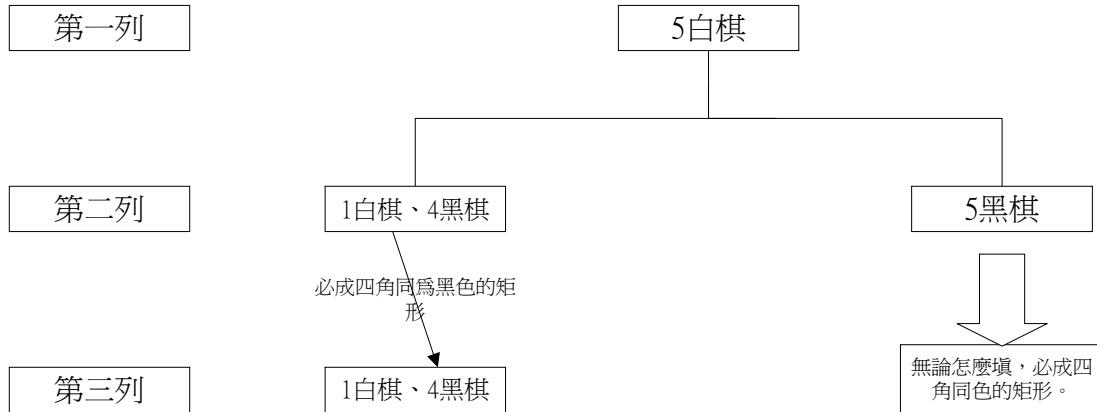 第一列
5白棋
第二列
1白棋、4黑棋
5黑棋
必成四角同為黑色的矩
形
第三列
1白棋、4黑棋
無論怎麼塡，必成四
角同色的矩形。